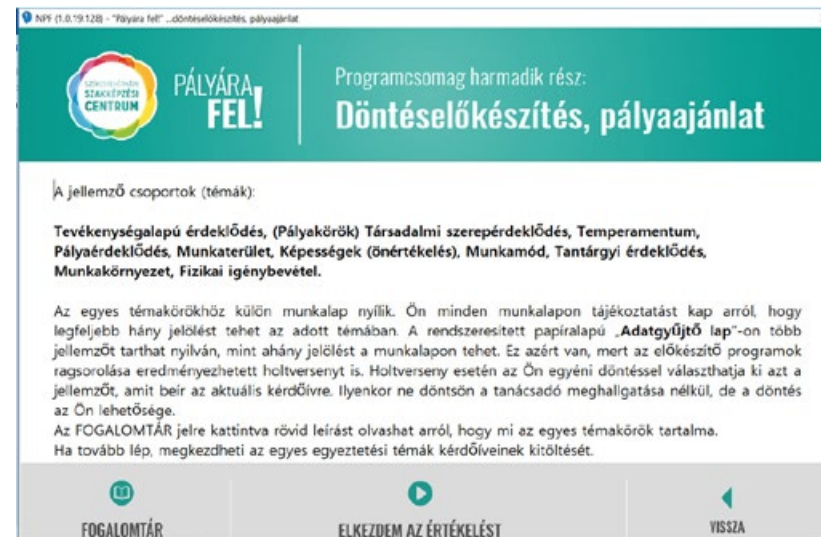 NPF (1.0.19.128) - "Pályára fel!" ...döntéselőkészítés, pályaajánlat
SZAKKÉPZÉSI
CENTRUM
PÁLYÁRA
FEL!
Programcsomag harmadik rész:
Döntéselőkészítés, pályaajánlat
A jellemző csoportok (témák):
Tevékenységalapú érdeklődés, (Pályakörök) Társadalmi szerepérdeklődés, Temperamentum,
Pályaérdeklődés, Munkaterület, Képességek (önértékelés), Munkamód, Tantárgyi érdeklődés,
Munkakörnyezet, Fizikai igénybevétel.
Az egyes témakörökhöz külön munkalap nyílik. Ön minden munkalapon tájékoztatást kap arról, hogy
legfeljebb hány jelölést tehet az adott témában. A rendszeresített papíralapú „Adatgyűjtő lap"-on több
jellemzőt tarthat nyilván, mint ahány jelölést a munkalapon tehet. Ez azért van, mert az előkészítő programok
ragsorolása eredményezhetett holtversenyt is. Holtverseny esetén az Ön egyéni döntéssel választhatja ki azt a
jellemzőt, amit beír az aktuális kérdőívre. Ilyenkor ne döntsön a tanácsadó meghallgatása nélkül, de a döntés
az Ön lehetősége.
Az FOGALOMTÁR jelre kattintva rövid leírást olvashat arról, hogy mi az egyes témakörök tartalma.
Ha tovább lép, megkezdheti az egyes egyeztetési témák kérdőíveinek kitöltését.
FOGALOMTÁR
ELKEZDEM AZ ÉRTÉKELÉST
VISSZA